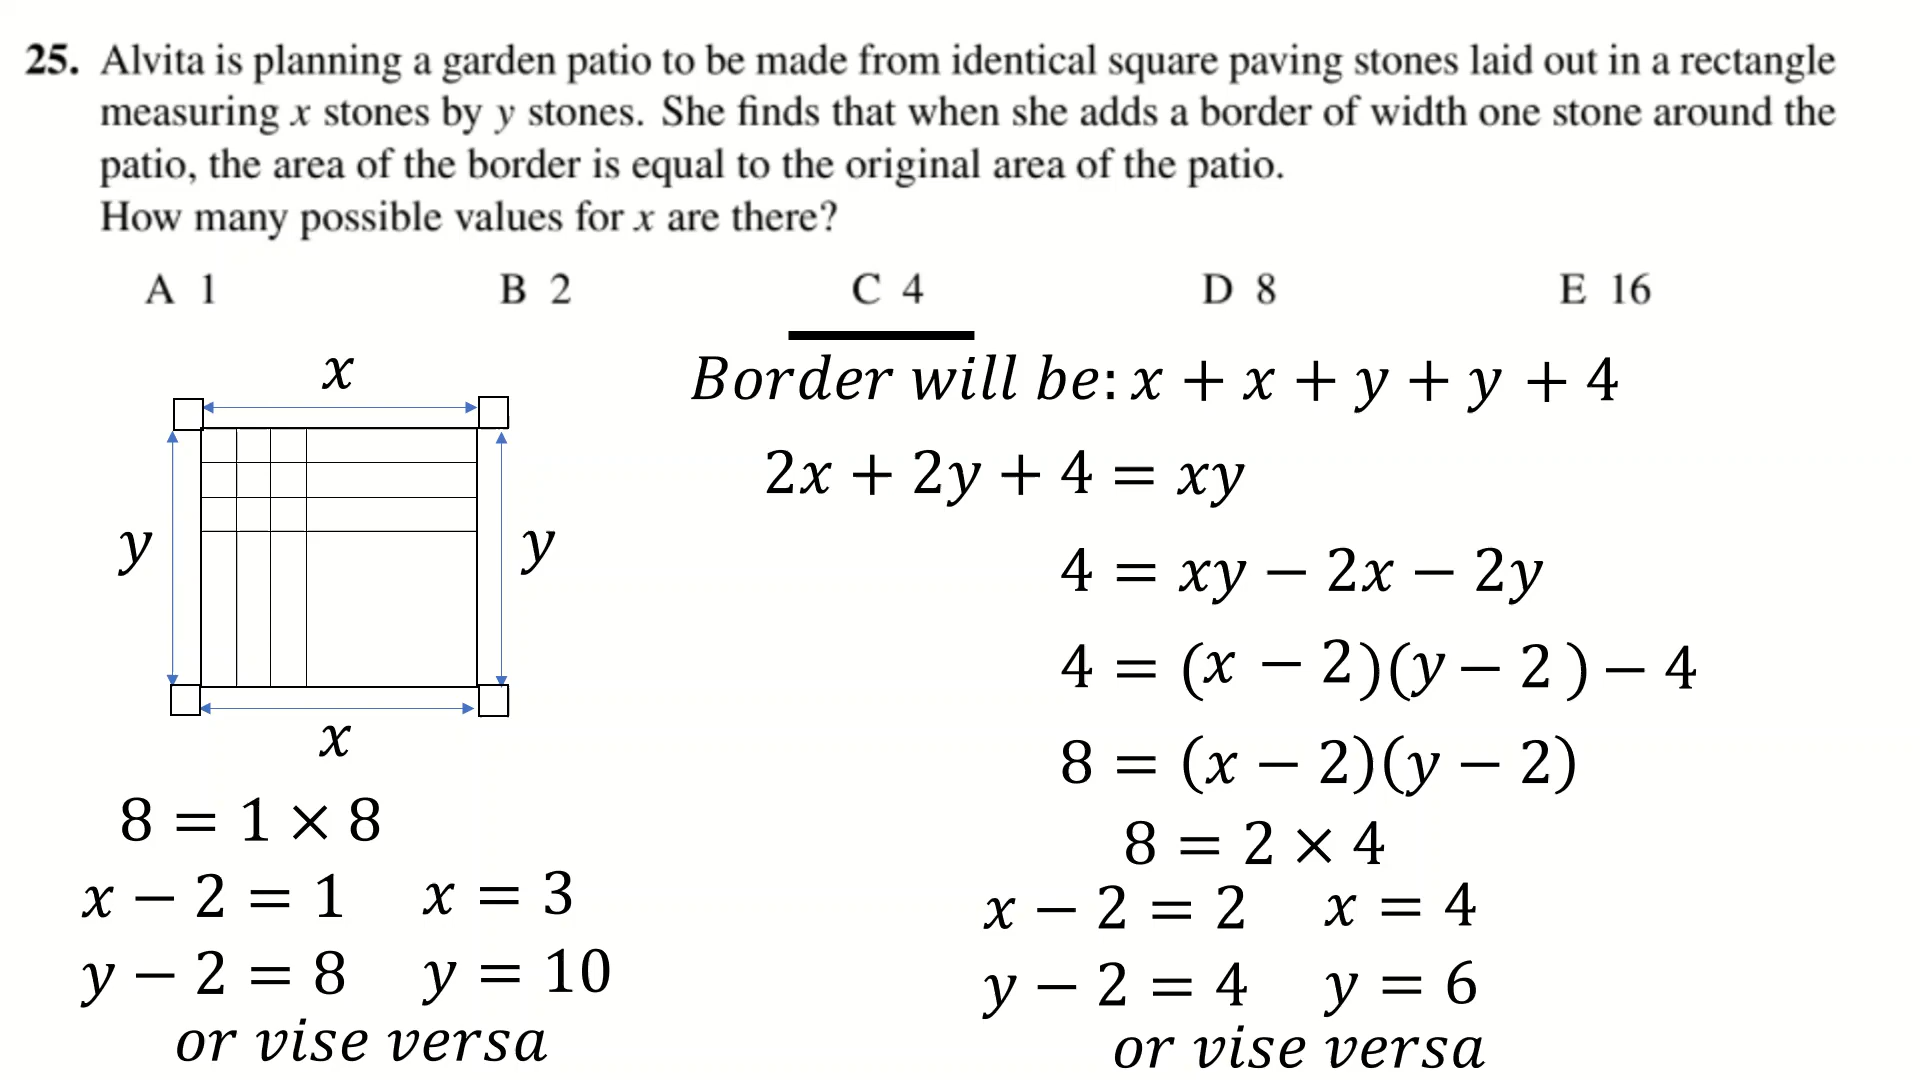 25. Alvita is planning a garden patio to be made from identical square paving stones laid out in a rectangle
measuring x stones by y stones. She finds that when she adds a border of width one stone around the
patio, the area of the border is equal to the original area of the patio.
How many possible values for x are there?
A 1 B 2 C 4 D 8 E 16
x
y
y
x
Border will be: x + x + y + y + 4
2x + 2y + 4 = xy
4 = xy − 2x − 2y
4 = (x − 2)(y − 2) − 4
8 = (x − 2)(y − 2)
8 = 1 × 8
x − 2 = 1 x = 3
y − 2 = 8 y = 10
or vise versa
8 = 2 × 4
x − 2 = 2 x = 4
y − 2 = 4 y = 6
or vise versa